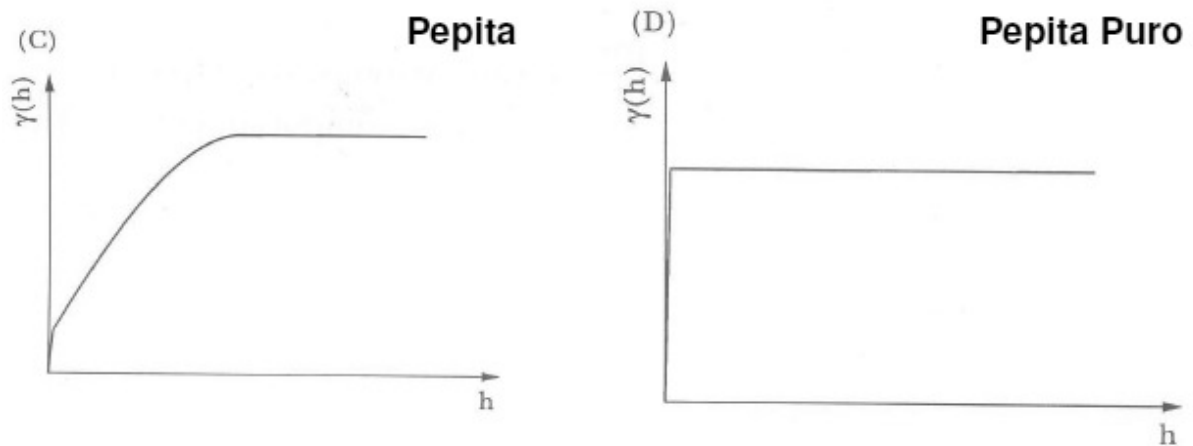 (C)
Pepita
γ(h)
h
(D)
Pepita Puro
γ(h)
h